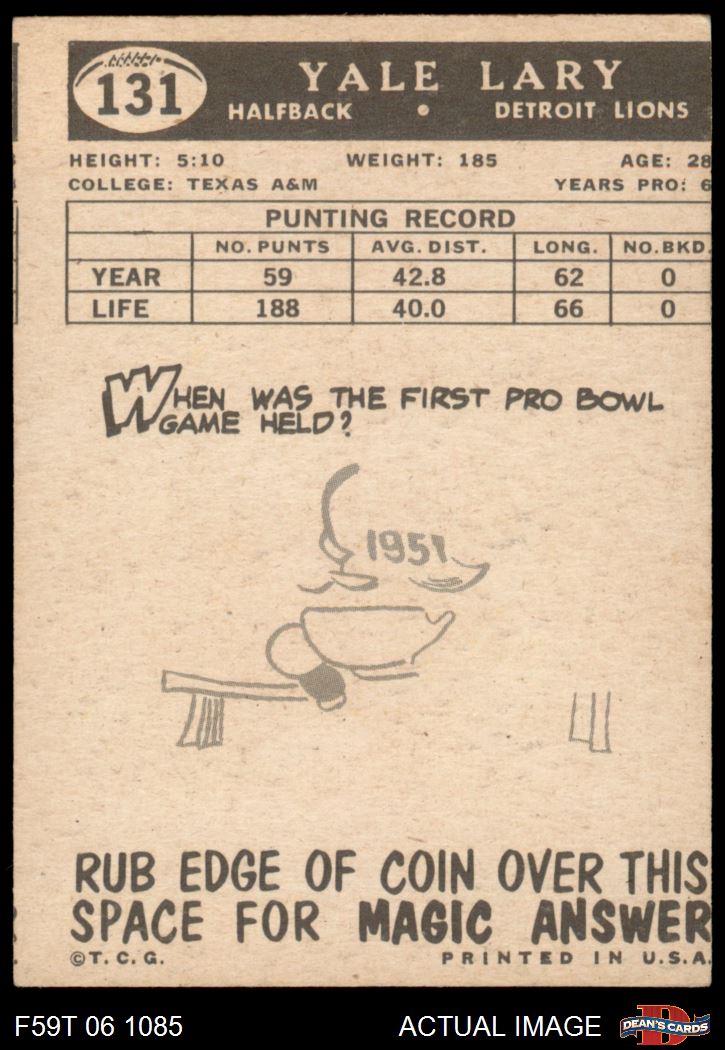 131
YALE LARY
HALFBACK • DETROIT LIONS
HEIGHT: 5:10 WEIGHT: 185 AGE: 28
COLLEGE: TEXAS A&M YEARS PRO: 6
PUNTING RECORD
NO. PUNTS AVG. DIST. LONG. NO.BKD.
YEAR 59 42.8 62 0
LIFE 188 40.0 66 0
WHEN WAS THE FIRST PRO BOWL
GAME HELD?
1951
RUB EDGE OF COIN OVER THIS
SPACE FOR MAGIC ANSWER
©T.C.G. PRINTED IN U.S.A.
F59T 06 1085 ACTUAL IMAGE D DEAN'S CARDS